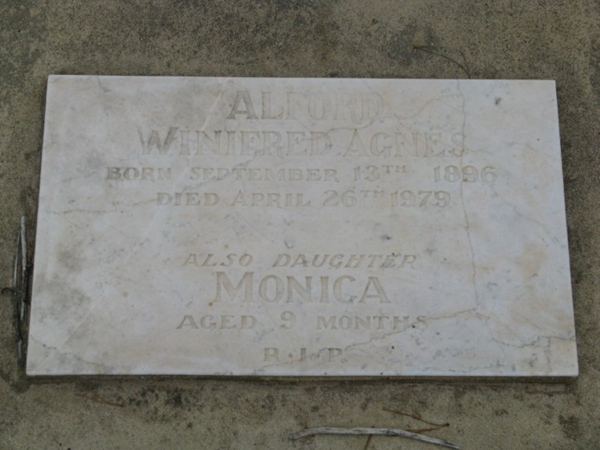 ALFORD
WINIFRED AGNES
BORN SEPTEMBER 13TH 1896
DIED APRIL 26TH 1979
ALSO DAUGHTER
MONICA
AGED 9 MONTHS
R.I.P.